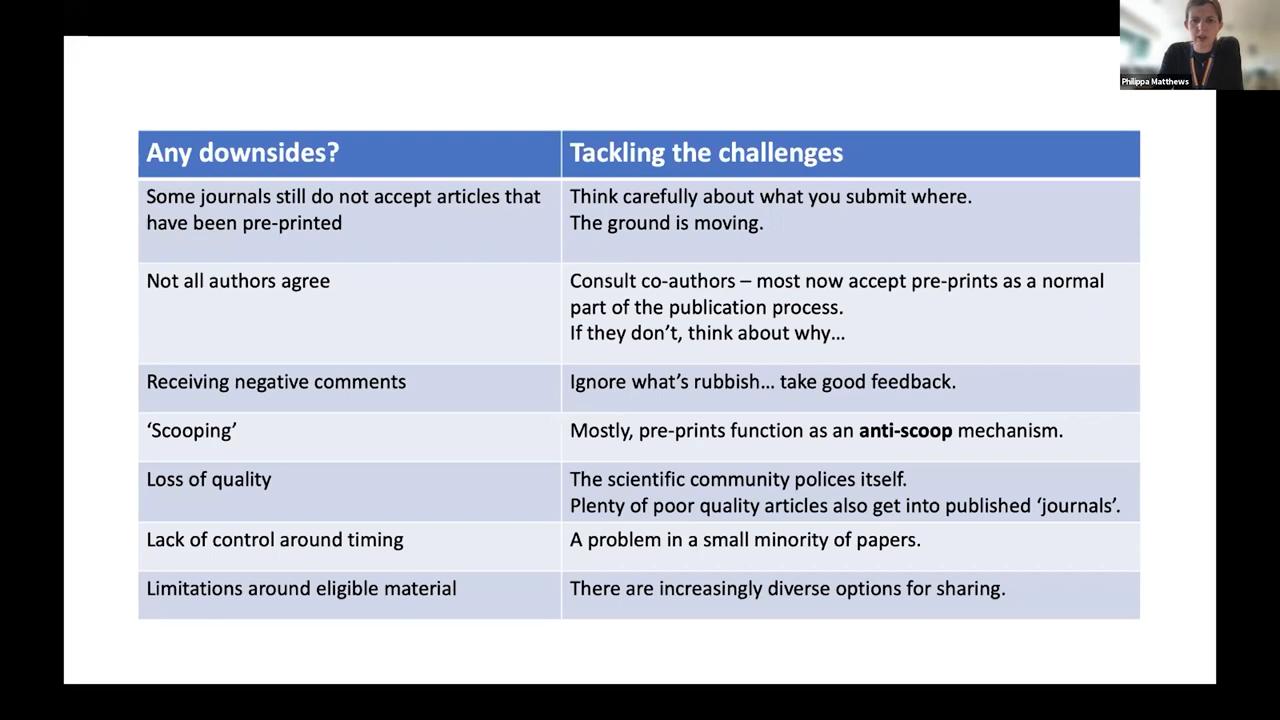 Philippa Matthews
Any downsides?
Tackling the challenges
Some journals still do not accept articles that
have been pre-printed
Think carefully about what you submit where.
The ground is moving.
Not all authors agree
Consult co-authors – most now accept pre-prints as a normal
part of the publication process.
If they don’t, think about why…
Receiving negative comments
Ignore what’s rubbish… take good feedback.
‘Scooping’
Mostly, pre-prints function as an anti-scoop mechanism.
Loss of quality
The scientific community polices itself.
Plenty of poor quality articles also get into published ‘journals’.
Lack of control around timing
A problem in a small minority of papers.
Limitations around eligible material
There are increasingly diverse options for sharing.